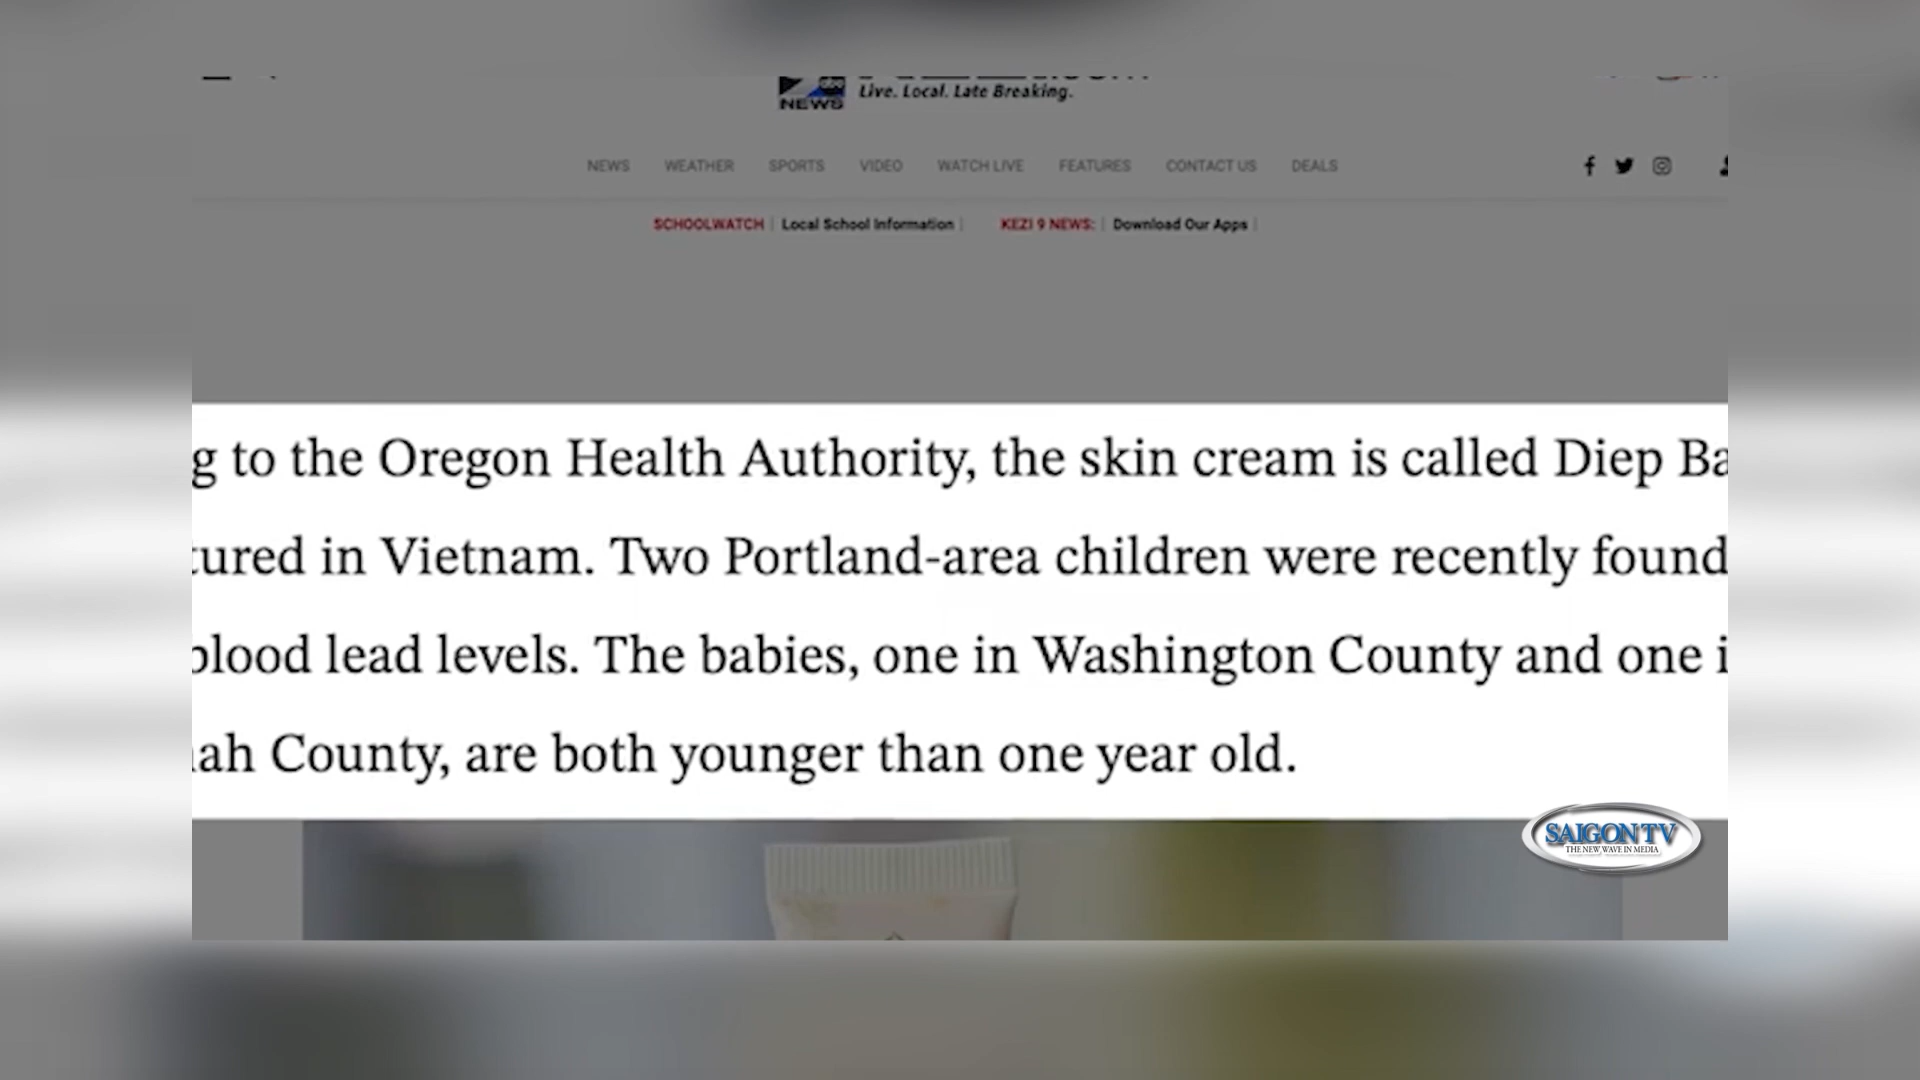 NEWS
Live. Local. Late Breaking.
NEWS WEATHER SPORTS VIDEO WATCH LIVE FEATURES CONTACT US DEALS
SCHOOLWATCH | Local School Information | KEZI 9 NEWS: | Download Our Apps |
g to the Oregon Health Authority, the skin cream is called Diep Ba
tured in Vietnam. Two Portland-area children were recently found
blood lead levels. The babies, one in Washington County and one i
ah County, are both younger than one year old.
SAIGON TV
THE NEW WAVE IN MEDIA